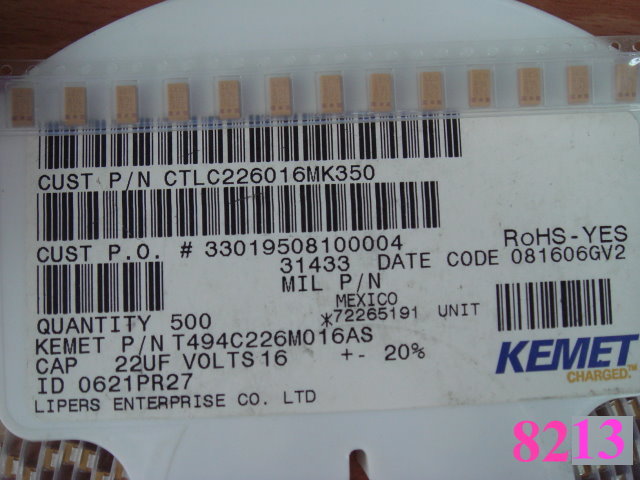 CUST P/N CTLC226016MK350
CUST P.O. # 33019508100004
RoHS-YES
31433 DATE CODE 081606GV2
MIL P/N
MEXICO
*72265191 UNIT
QUANTITY 500
KEMET P/N T494C226M016AS
CAP 22UF VOLTS 16 +- 20%
ID 0621PR27
LIPERS ENTERPRISE CO. LTD
KEMET
CHARGED.™
8213